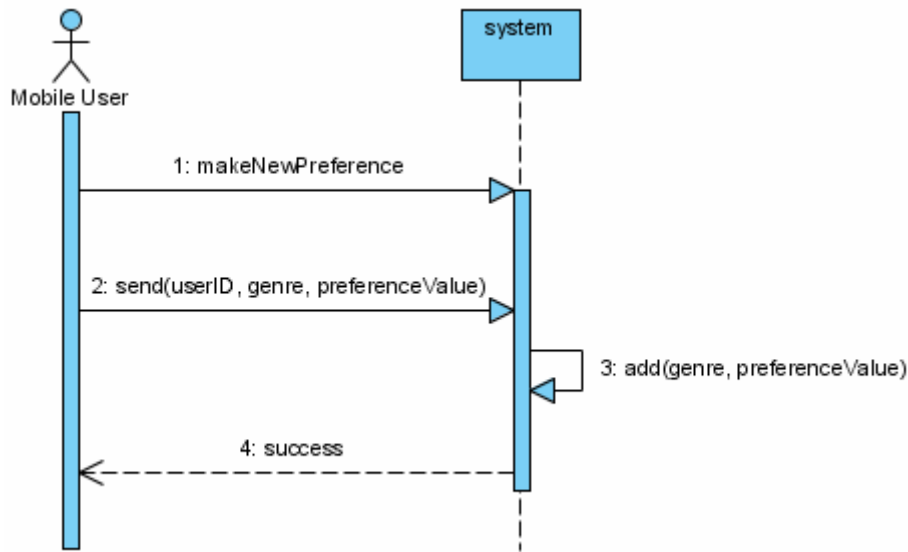 system
Mobile User
1: makeNewPreference
2: send(userID, genre, preferenceValue)
3: add(genre, preferenceValue)
4: success